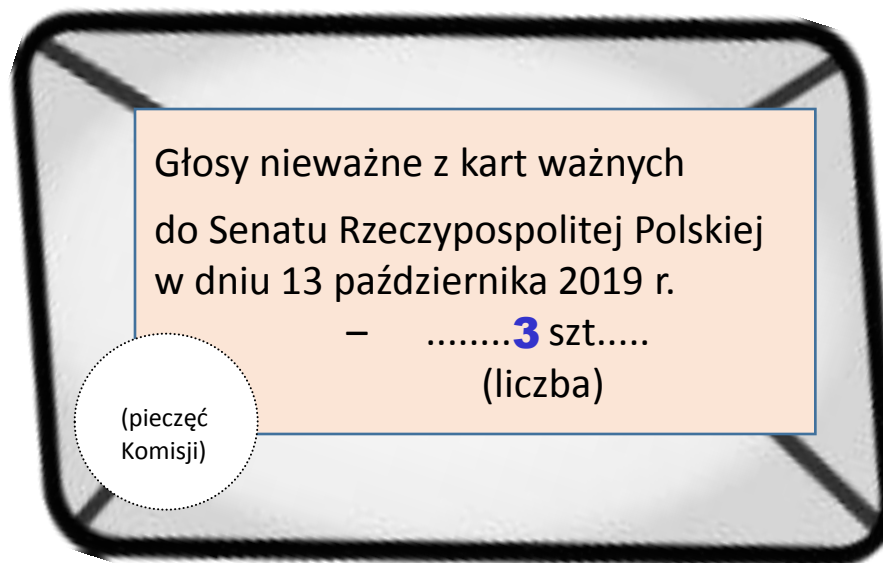 Głosy nieważne z kart ważnych
do Senatu Rzeczypospolitej Polskiej
w dniu 13 października 2019 r.
– ........3 szt.....
(liczba)
(pieczęć
Komisji)